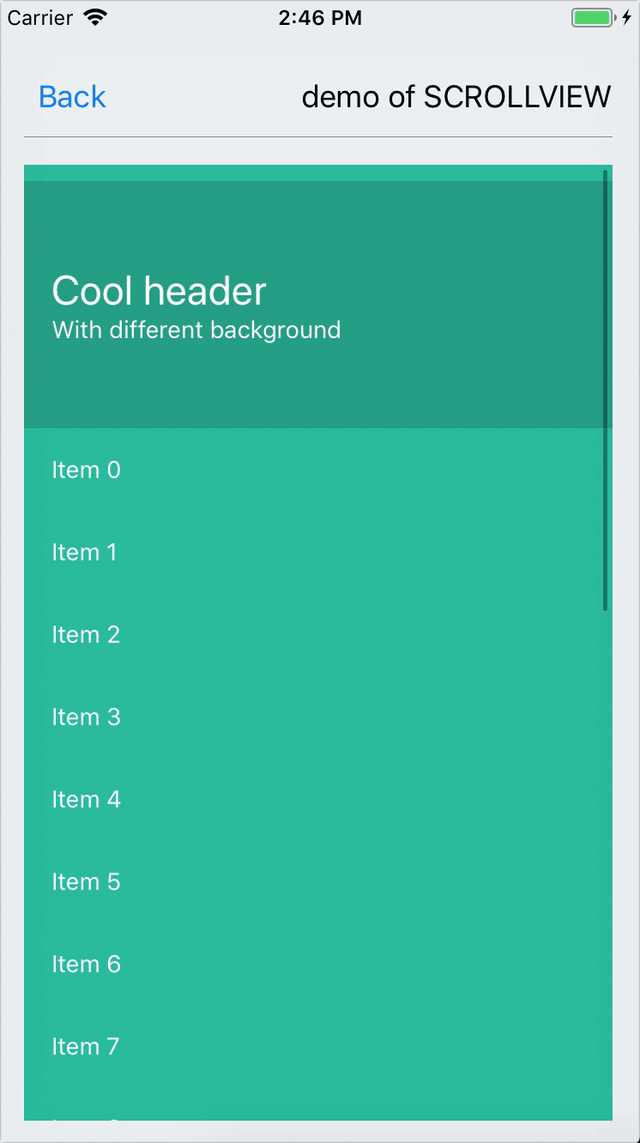 Carrier 2:46 PM
Back demo of SCROLLVIEW
Cool header
With different background
Item 0
Item 1
Item 2
Item 3
Item 4
Item 5
Item 6
Item 7